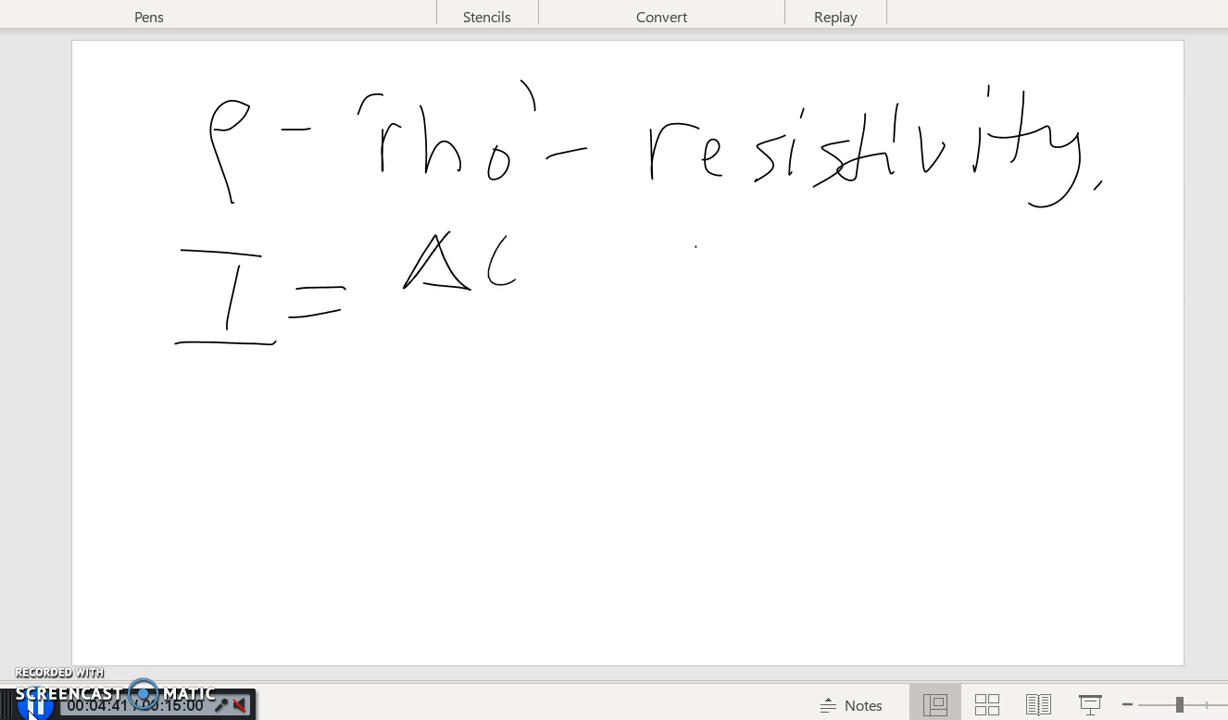 Pens Stencils Convert Replay
ρ - "rho" - resistivity.
I = ΔC
RECORDED WITH
SCREENCAST MATIC
00:04:41 / 00:15:00
Notes